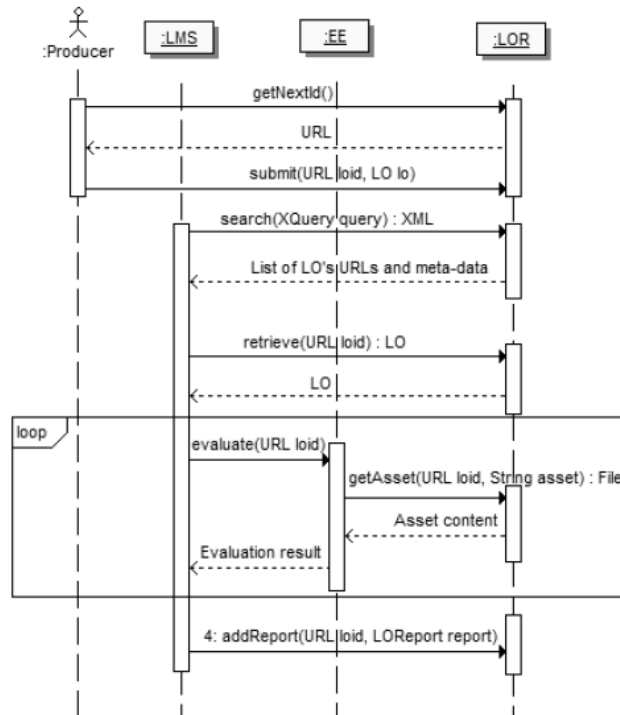 :Producer
:LMS
:EE
:LOR
getNextId()
URL
submit(URL loid, LO lo)
search(XQuery query) : XML
List of LO's URLs and meta-data
retrieve(URL loid) : LO
LO
loop
evaluate(URL loid)
getAsset(URL loid, String asset) : File
Asset content
Evaluation result
4: addReport(URL loid, LOReport report)